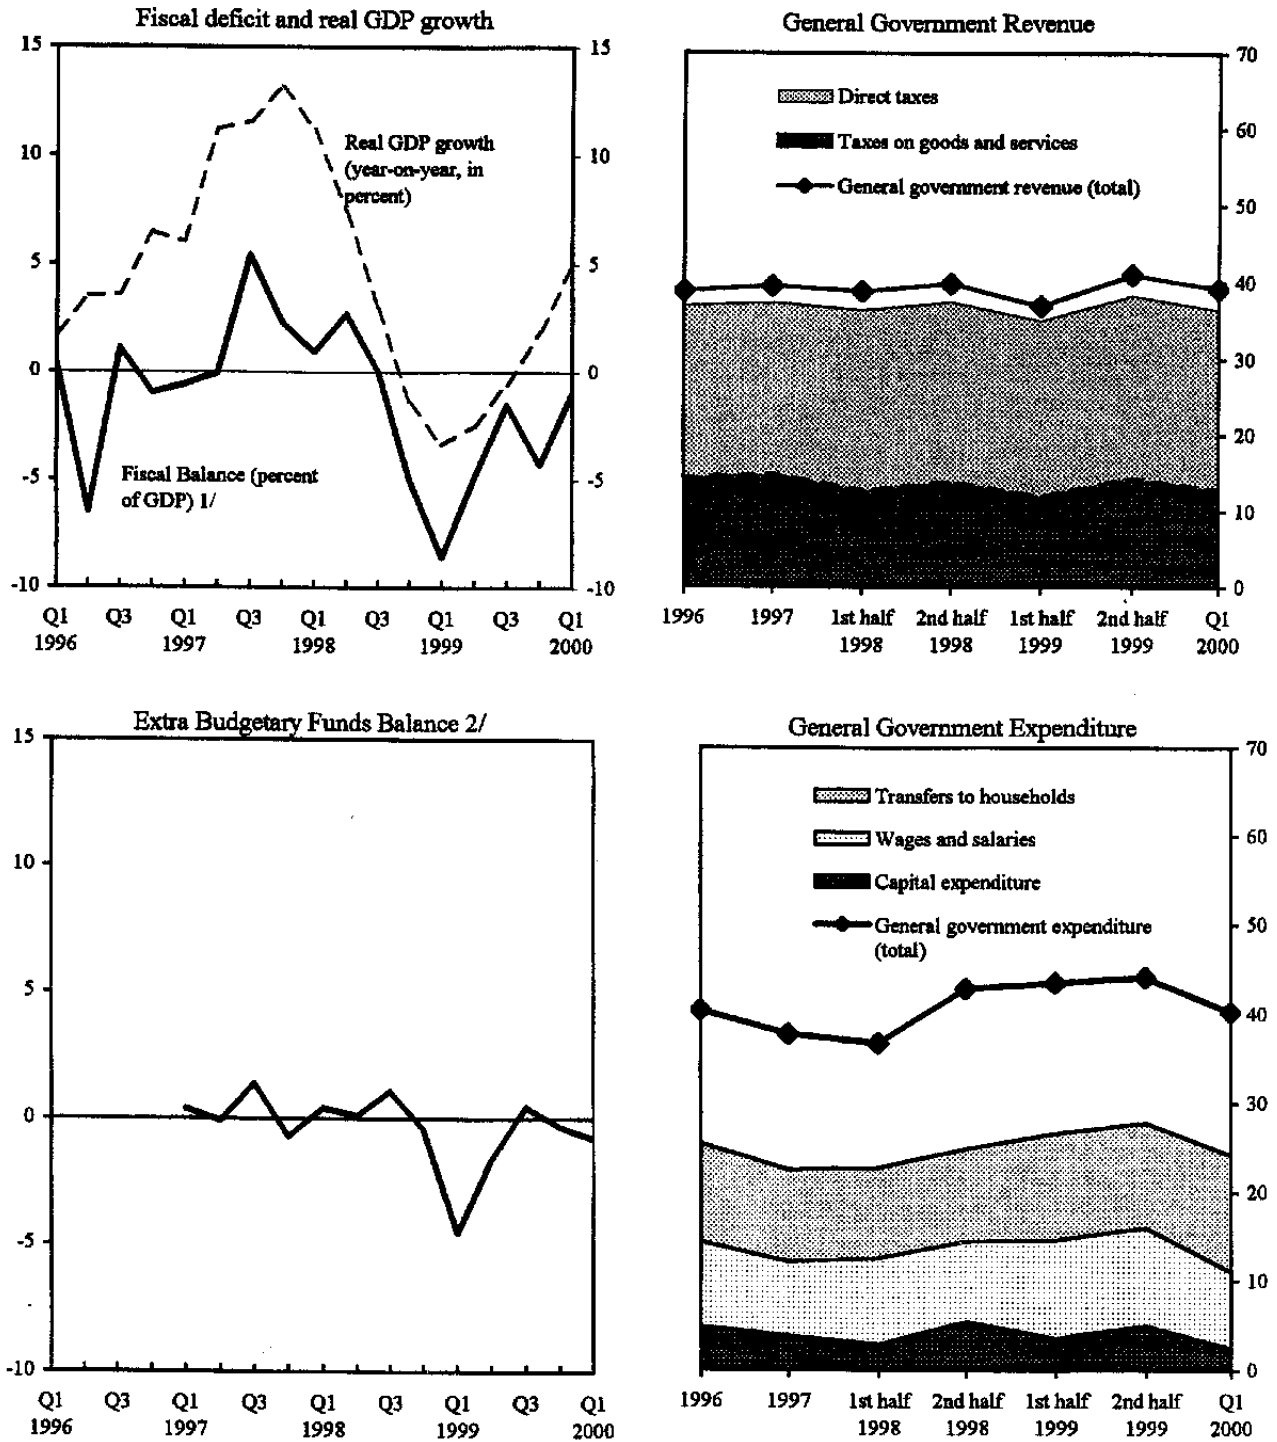 Fiscal deficit and real GDP growth
15
10
5
0
-5
-10
15
10
5
0
-5
-10
Real GDP growth
(year-on-year, in
percent)
Fiscal Balance (percent
of GDP) 1/
Q1 Q3 Q1 Q3 Q1 Q3 Q1 Q3 Q1
1996 1997 1998 1999 2000
General Government Revenue
Direct taxes
Taxes on goods and services
General government revenue (total)
70
60
50
40
30
20
10
0
1996 1997 1st half 2nd half 1st half 2nd half Q1
1998 1998 1999 1999 2000
Extra Budgetary Funds Balance 2/
15
10
5
0
-5
-10
Q1 Q3 Q1 Q3 Q1 Q3 Q1 Q3 Q1
1996 1997 1998 1999 2000
General Government Expenditure
Transfers to households
Wages and salaries
Capital expenditure
General government expenditure
(total)
70
60
50
40
30
20
10
0
1996 1997 1st half 2nd half 1st half 2nd half Q1
1998 1998 1999 1999 2000